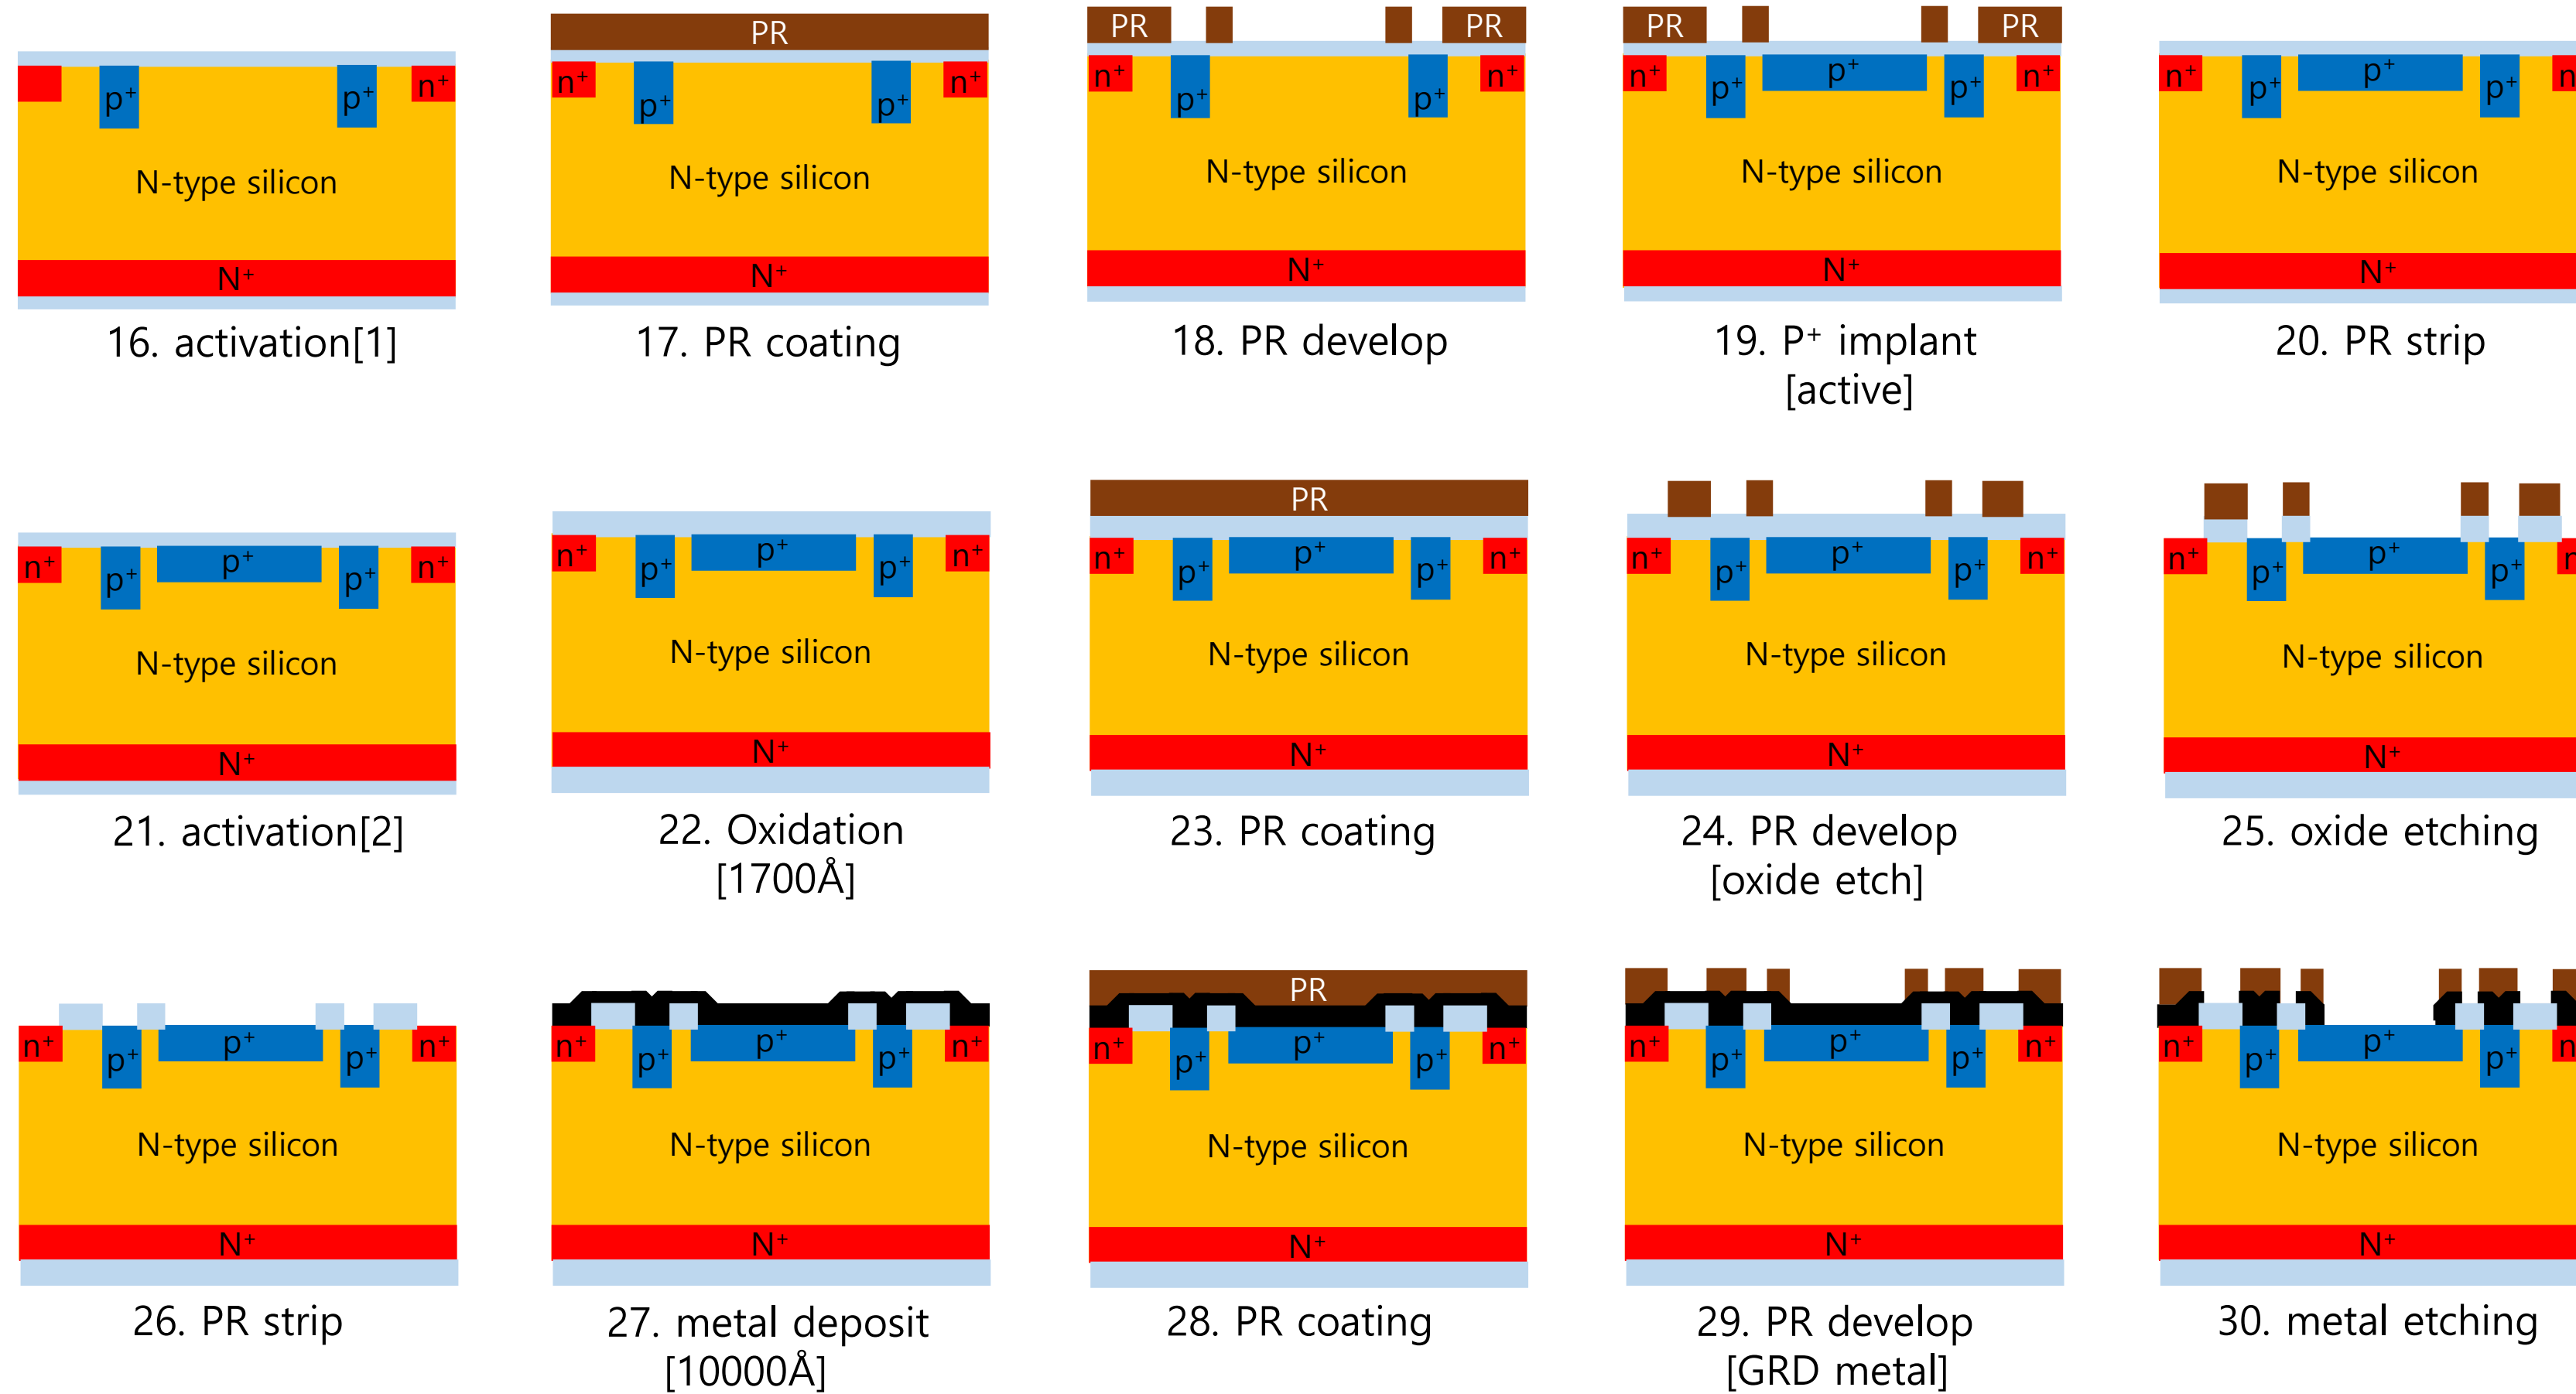 p+ p+ n+
N-type silicon
N+
16. activation[1]
PR
n+ p+ p+ n+
N-type silicon
N+
17. PR coating
PR PR
n+ p+ p+ n+
N-type silicon
N+
18. PR develop
PR PR
n+ p+ p+ p+ n+
N-type silicon
N+
19. P+ implant
[active]
n+ p+ p+ p+ n
N-type silicon
N+
20. PR strip
n+ p+ p+ p+ n+
N-type silicon
N+
21. activation[2]
n+ p+ p+ p+ n+
N-type silicon
N+
22. Oxidation
[1700Å]
PR
n+ p+ p+ p+ n+
N-type silicon
N+
23. PR coating
n+ p+ p+ p+ n+
N-type silicon
N+
24. PR develop
[oxide etch]
n+ p+ p+ p+ n
N-type silicon
N+
25. oxide etching
n+ p+ p+ p+ n+
N-type silicon
N+
26. PR strip
n+ p+ p+ p+ n+
N-type silicon
N+
27. metal deposit
[10000Å]
PR
n+ p+ p+ p+ n+
N-type silicon
N+
28. PR coating
n+ p+ p+ p+ n+
N-type silicon
N+
29. PR develop
[GRD metal]
n+ p+ p+ p+ n
N-type silicon
N+
30. metal etching